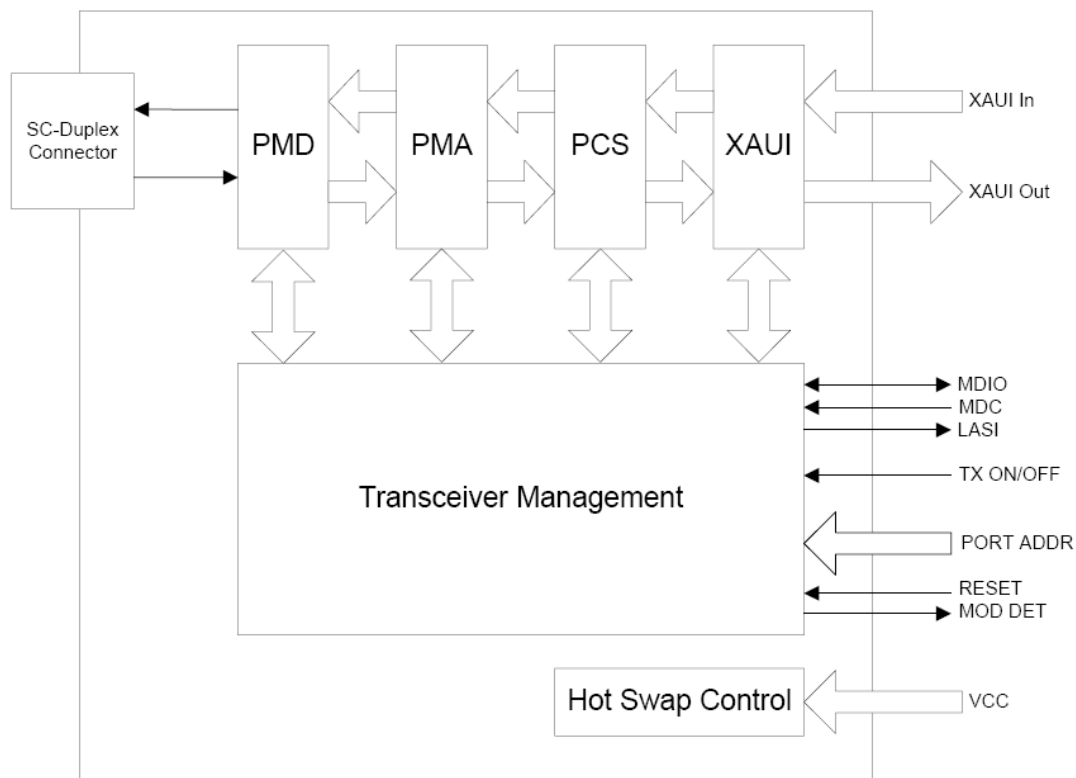 SC-Duplex
Connector
PMD
PMA
PCS
XAUI
XAUI In
XAUI Out
Transceiver Management
MDIO
MDC
LASI
TX ON/OFF
PORT ADDR
RESET
MOD DET
Hot Swap Control
VCC